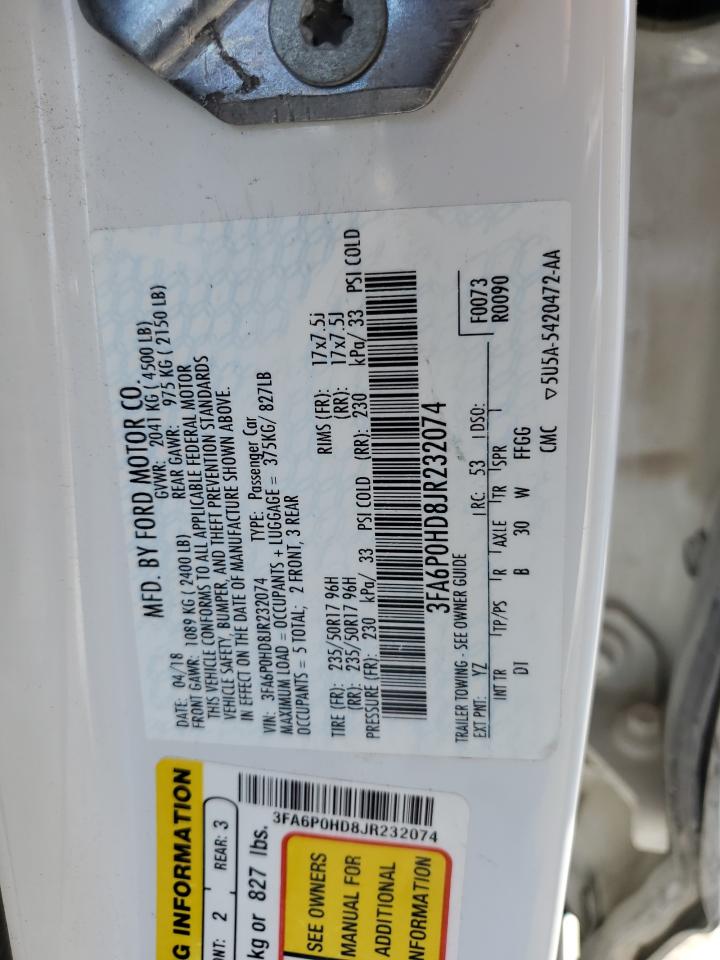 MFD. BY FORD MOTOR CO.
DATE: 04/18 GVWR: 2041 KG ( 4500 LB)
FRONT GAWR: 1089 KG ( 2400 LB) REAR GAWR: 975 KG ( 2150 LB)
THIS VEHICLE CONFORMS TO ALL APPLICABLE FEDERAL MOTOR
VEHICLE SAFETY, BUMPER, AND THEFT PREVENTION STANDARDS
IN EFFECT ON THE DATE OF MANUFACTURE SHOWN ABOVE.
VIN: 3FA6P0HD8JR232074 TYPE: Passenger Car
MAXIMUM LOAD = OCCUPANTS + LUGGAGE = 375KG/ 827LB
OCCUPANTS = 5 TOTAL; 2 FRONT, 3 REAR
TIRE (FR): 235/50R17 96H RIMS (FR): 17x7.5j
(RR): 235/50R17 96H (RR): 17x7.5j
PRESSURE (FR): 230 kPa/ 33 PSI COLD (RR): 230 kPa/ 33 PSI COLD
3FA6P0HD8JR232074
TRAILER TOWING - SEE OWNER GUIDE F0073
EXT PNT: YZ RC: 53 DSO: R0090
INT TR TP/PS R AXLE TR SPR
DT B 30 W FFGG
CMC ▽5U5A-5420472-AA
G INFORMATION
ONT: 2 REAR: 3
kg or 827 lbs.
3FA6P0HD8JR232074
SEE OWNERS
MANUAL FOR
ADDITIONAL
NFORMATION